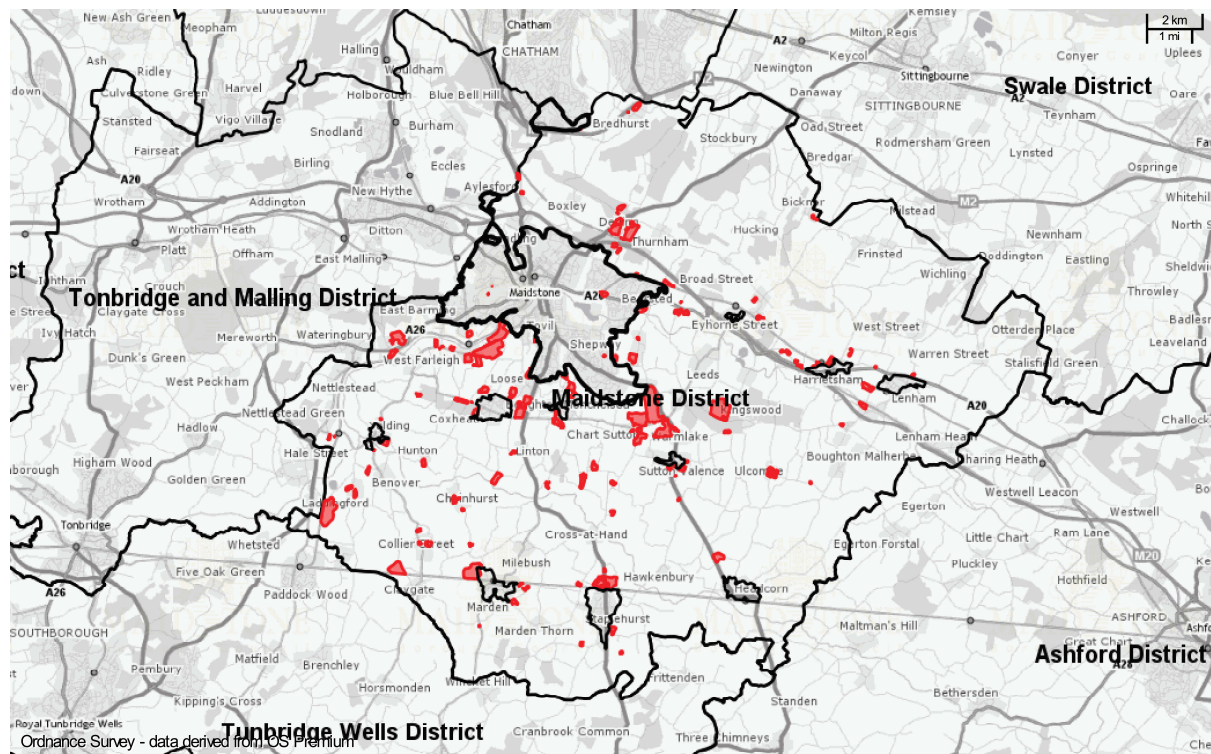 New Ash Green
Luddesdown
Meopham
Chatham
Kemsley
2 km
1 mi
Halling
CHATHAM
A2
Milton Regis
Ash
Ridley
Wouldham
Newington
Keycol
Conyer
Uplees
Culverstone Green
Harvel
Holborough
Blue Bell Hill
M2
Sittingbourne
Swale District
Danaway
A2
Oare
Stansted
Vigo Village
Snodland
Burham
Bredhurst
SITTINGBOURNE
Teynham
Stockbury
Oad Street
Rodmersham Green
Fairseat
Birling
Eccles
Bredgar
Lynsted
Ospringe
A20
New Hythe
Aylesford
Wrotham
Addington
Boxley
M2
Milstead
Wrotham Heath
Ditton
Hucking
Thurnham
Newnham
Platt
Offham
East Malling
Frinsted
Doddington
Eastling
Broad Street
Wichling
Ightham
Crouch
Maidstone
A20
Throwley
Tonbridge and Malling District
Claygate Cross
East Barming
Eyhorne Street
West Street
Otterden Place
Ivy Hatch
Mereworth
Wateringbury
A26
Tovil
Shepway
Leaveland
Dunk's Green
West Farleigh
Warren Street
Stalisfield Green
West Peckham
Nettlestead
Loose
Leeds
Harrietsham
Lenham
Maidstone District
Kingswood
A20
Nettlestead Green
Coxheath
Hadlow
Chart Sutton
Warmlake
Lenham Heath
Hale Street
Hunton
Linton
Boughton Malherbe
Charing Heath
Higham Wood
Sutton Valence
Ulcombe
Golden Green
Benover
Westwell Leacon
Laddingford
Chainhurst
Egerton
Westwell
Tonbridge
Cross-at-Hand
Little Chart
Ram Lane
Whetsted
Collier Street
Egerton Forstal
M20
Milebush
Pluckley
Five Oak Green
Hawkenbury
Hothfield
A26
Paddock Wood
Claygate
Headcorn
Marden
ASHFORD
SOUTHBOROUGH
Marden Thorn
Staplehurst
Maltman's Hill
Great Chart
Matfield
Ashford District
A28
Pembury
Brenchley
Horsmonden
Winchet Hill
Frittenden
Bethersden
Kipping's Cross
Standen
Royal Tunbridge Wells
Tunbridge Wells District
Cranbrook Common
Three Chimneys
Ordnance Survey - data derived from OS Premium